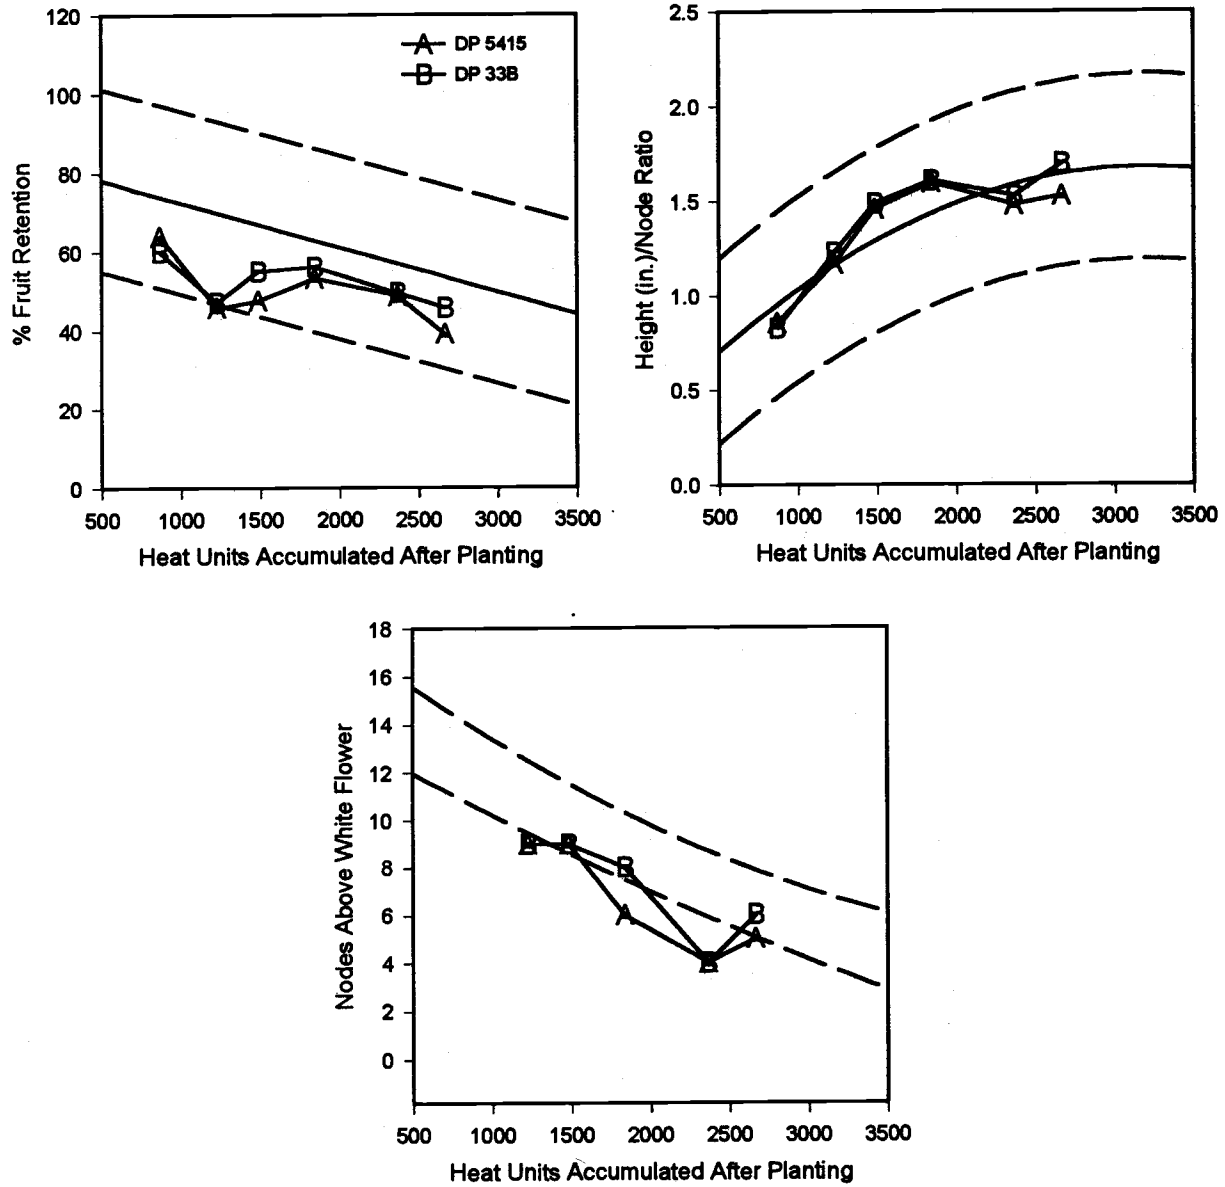 120
100
80
60
40
20
0
% Fruit Retention
A DP 5415
B DP 33B
A A A A A A
B B B B B B
500 1000 1500 2000 2500 3000 3500
Heat Units Accumulated After Planting
2.5
2.0
1.5
1.0
0.5
0.0
Height (in.)/Node Ratio
A A A A A A
B B B B B B
500 1000 1500 2000 2500 3000 3500
Heat Units Accumulated After Planting
18
16
14
12
10
8
6
4
2
0
Nodes Above White Flower
A A A A A
B B B B B
500 1000 1500 2000 2500 3000 3500
Heat Units Accumulated After Planting